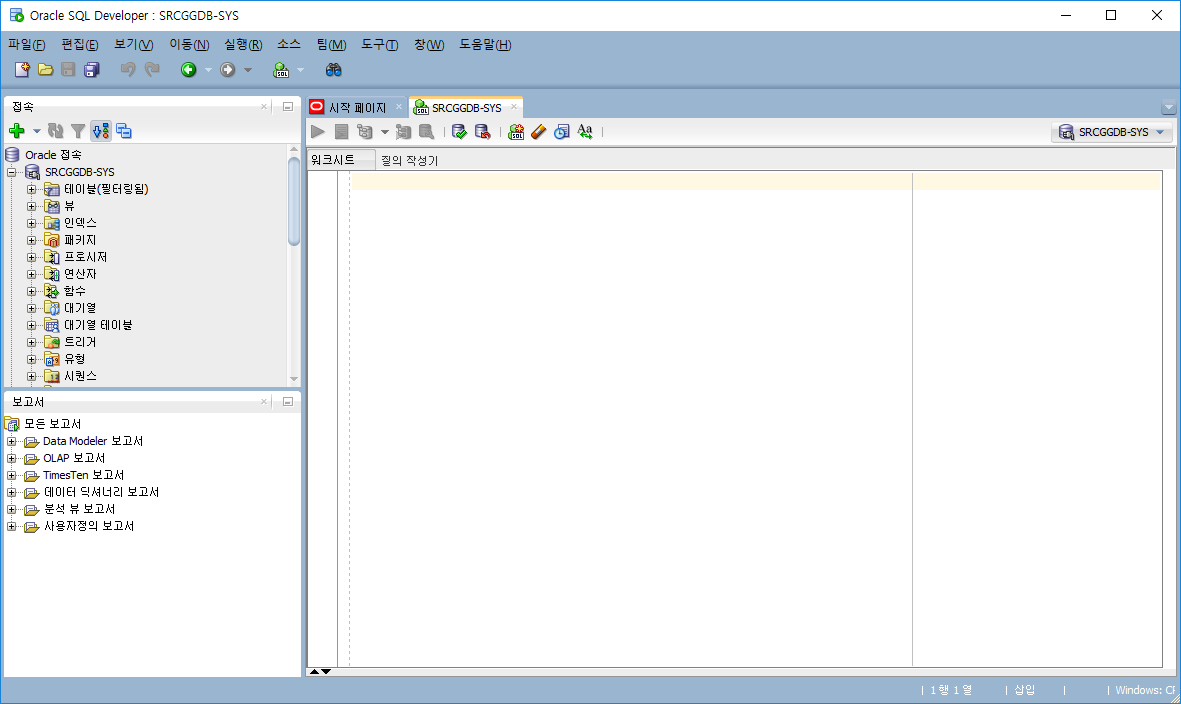 Oracle SQL Developer : SRCGGDB-SYS
파일(F) 편집(E) 보기(V) 이동(N) 실행(R) 소스 팀(M) 도구(T) 창(W) 도움말(H)
접속
Oracle 접속
SRCGGDB-SYS
테이블(필터링됨)
뷰
인덱스
패키지
프로시저
연산자
함수
대기열
대기열 테이블
트리거
유형
시퀀스
보고서
모든 보고서
Data Modeler 보고서
OLAP 보고서
TimesTen 보고서
데이터 딕셔너리 보고서
분석 뷰 보고서
사용자정의 보고서
시작 페이지 SRCGGDB-SYS
SRCGGDB-SYS
워크시트 질의 작성기
1 행 1 열 | 삽입 | | Windows: CF